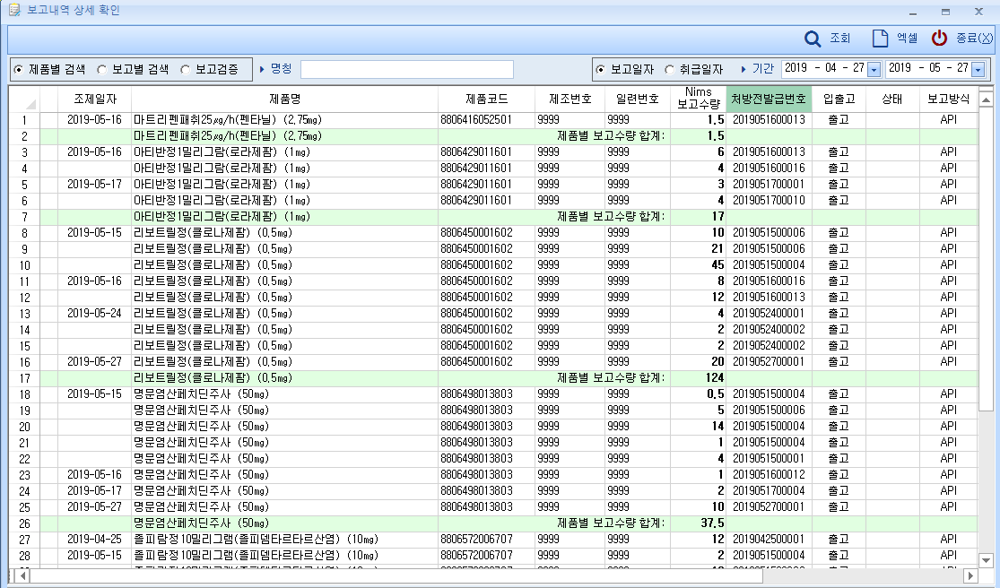 보고내역 상세 확인
조회 엑셀 종료(X)
제품별 검색 보고별 검색 보고검증 명칭 보고일자 취급일자 기간 2019 - 04 - 27 2019 - 05 - 27
조제일자 제품명 제품코드 제조번호 일련번호 Nims 보고수량 처방전발급번호 입출고 상태 보고방식
1 2019-05-16 마트리펜패취25㎍/h(펜타닐) (2.75㎎) 8806416052501 9999 9999 1.5 2019051600013 출고 API
2 마트리펜패취25㎍/h(펜타닐) (2.75㎎) 제품별 보고수량 합계: 1.5
3 2019-05-16 아티반정1밀리그람(로라제팜) (1㎎) 8806429011601 9999 9999 6 2019051600013 출고 API
4 아티반정1밀리그람(로라제팜) (1㎎) 8806429011601 9999 9999 4 2019051600016 출고 API
5 2019-05-17 아티반정1밀리그람(로라제팜) (1㎎) 8806429011601 9999 9999 3 2019051700001 출고 API
6 아티반정1밀리그람(로라제팜) (1㎎) 8806429011601 9999 9999 4 2019051700010 출고 API
7 아티반정1밀리그람(로라제팜) (1㎎) 제품별 보고수량 합계: 17
8 2019-05-15 리보트릴정(클로나제팜) (0.5㎎) 8806450001602 9999 9999 10 2019051500006 출고 API
9 리보트릴정(클로나제팜) (0.5㎎) 8806450001602 9999 9999 21 2019051500006 출고 API
10 리보트릴정(클로나제팜) (0.5㎎) 8806450001602 9999 9999 45 2019051500004 출고 API
11 2019-05-16 리보트릴정(클로나제팜) (0.5㎎) 8806450001602 9999 9999 8 2019051600016 출고 API
12 리보트릴정(클로나제팜) (0.5㎎) 8806450001602 9999 9999 12 2019051600013 출고 API
13 2019-05-24 리보트릴정(클로나제팜) (0.5㎎) 8806450001602 9999 9999 4 2019052400001 출고 API
14 리보트릴정(클로나제팜) (0.5㎎) 8806450001602 9999 9999 2 2019052400002 출고 API
15 리보트릴정(클로나제팜) (0.5㎎) 8806450001602 9999 9999 2 2019052400002 출고 API
16 2019-05-27 리보트릴정(클로나제팜) (0.5㎎) 8806450001602 9999 9999 20 2019052700001 출고 API
17 리보트릴정(클로나제팜) (0.5㎎) 제품별 보고수량 합계: 124
18 2019-05-15 명문염산페치딘주사 (50㎎) 8806498013803 9999 9999 0.5 2019051500004 출고 API
19 명문염산페치딘주사 (50㎎) 8806498013803 9999 9999 5 2019051500006 출고 API
20 명문염산페치딘주사 (50㎎) 8806498013803 9999 9999 14 2019051500004 출고 API
21 명문염산페치딘주사 (50㎎) 8806498013803 9999 9999 1 2019051500004 출고 API
22 명문염산페치딘주사 (50㎎) 8806498013803 9999 9999 4 2019051500001 출고 API
23 2019-05-16 명문염산페치딘주사 (50㎎) 8806498013803 9999 9999 1 2019051600012 출고 API
24 2019-05-17 명문염산페치딘주사 (50㎎) 8806498013803 9999 9999 2 2019051700004 출고 API
25 2019-05-27 명문염산페치딘주사 (50㎎) 8806498013803 9999 9999 10 2019052700001 출고 API
26 명문염산페치딘주사 (50㎎) 제품별 보고수량 합계: 37.5
27 2019-04-25 졸피람정10밀리그램(졸피뎀타르타르산염) (10㎎) 8806572006707 9999 9999 12 2019042500001 출고 API
28 2019-05-15 졸피람정10밀리그램(졸피뎀타르타르산염) (10㎎) 8806572006707 9999 9999 2 2019051500004 출고 API